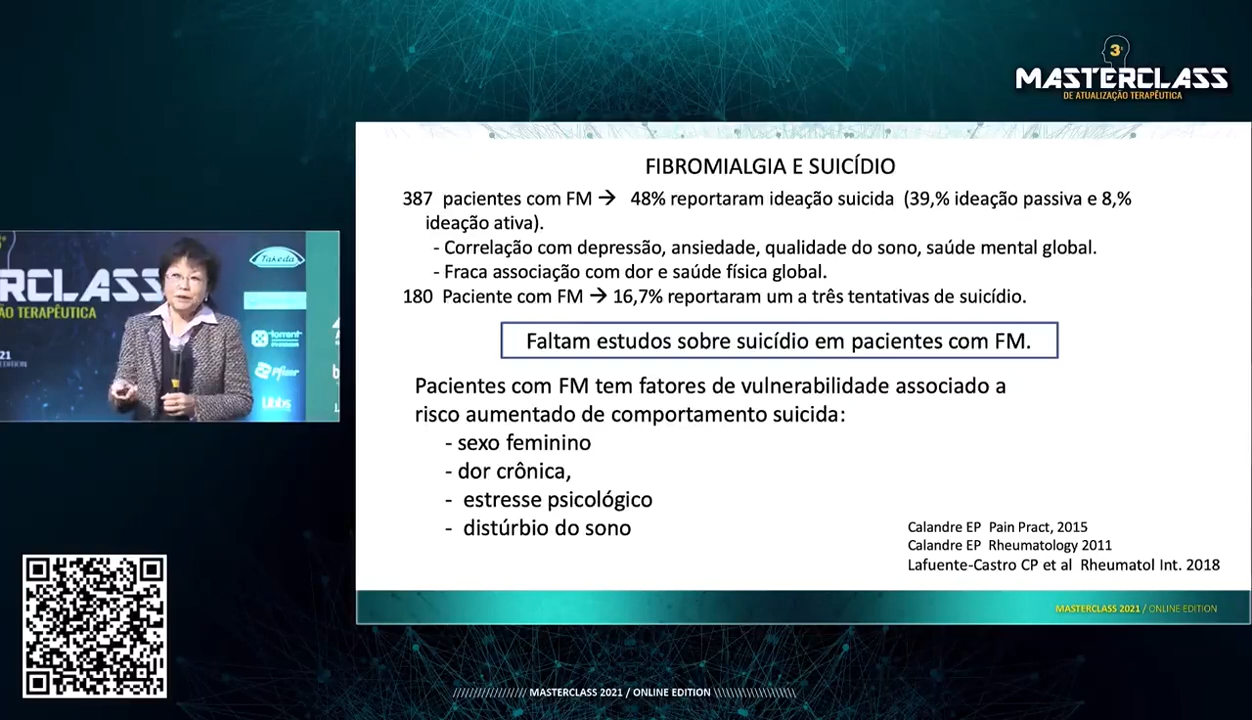 3ª
MASTERCLASS
DE ATUALIZAÇÃO TERAPÊUTICA
FIBROMIALGIA E SUICÍDIO
387 pacientes com FM → 48% reportaram ideação suicida (39,% ideação passiva e 8,%
ideação ativa).
- Correlação com depressão, ansiedade, qualidade do sono, saúde mental global.
- Fraca associação com dor e saúde física global.
180 Paciente com FM → 16,7% reportaram um a três tentativas de suicídio.
Faltam estudos sobre suicídio em pacientes com FM.
Pacientes com FM tem fatores de vulnerabilidade associado a
risco aumentado de comportamento suicida:
- sexo feminino
- dor crônica,
- estresse psicológico
- distúrbio do sono
Calandre EP Pain Pract, 2015
Calandre EP Rheumatology 2011
Lafuente-Castro CP et al Rheumatol Int. 2018
MASTERCLASS 2021 / ONLINE EDITION
RCLASS
ÃO TERAPÊUTICA
21
EDITION
Takeda
torrent
Pfizer
Libbs
////////////////// MASTERCLASS 2021 / ONLINE EDITION \\\\\\\\\\\\\\\\\\\\